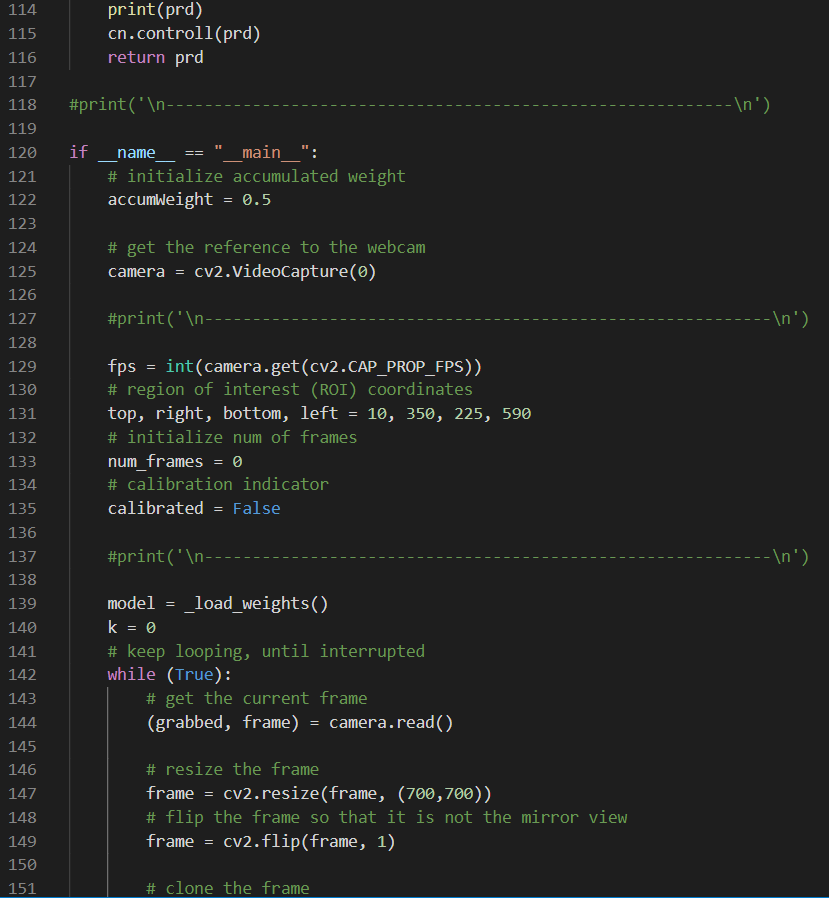 114 print(prd)
115 cn.controll(prd)
116 return prd
117
118 #print('\n-----------------------------------------------------------\n')
119
120 if __name__ == "__main__":
121 # initialize accumulated weight
122 accumWeight = 0.5
123
124 # get the reference to the webcam
125 camera = cv2.VideoCapture(0)
126
127 #print('\n-----------------------------------------------------------\n')
128
129 fps = int(camera.get(cv2.CAP_PROP_FPS))
130 # region of interest (ROI) coordinates
131 top, right, bottom, left = 10, 350, 225, 590
132 # initialize num of frames
133 num_frames = 0
134 # calibration indicator
135 calibrated = False
136
137 #print('\n-----------------------------------------------------------\n')
138
139 model = _load_weights()
140 k = 0
141 # keep looping, until interrupted
142 while (True):
143 # get the current frame
144 (grabbed, frame) = camera.read()
145
146 # resize the frame
147 frame = cv2.resize(frame, (700,700))
148 # flip the frame so that it is not the mirror view
149 frame = cv2.flip(frame, 1)
150
151 # clone the frame